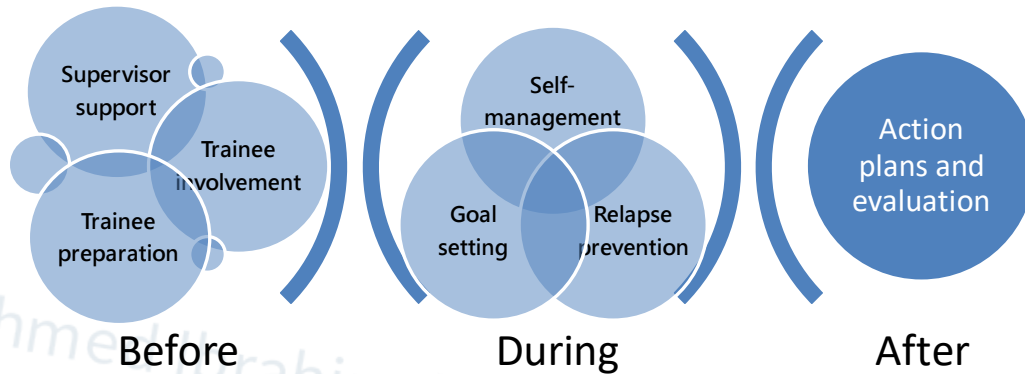 Supervisor
support
Trainee
involvement
Trainee
preparation
Before
Self-
management
Goal
setting
Relapse
prevention
During
Action
plans and
evaluation
After